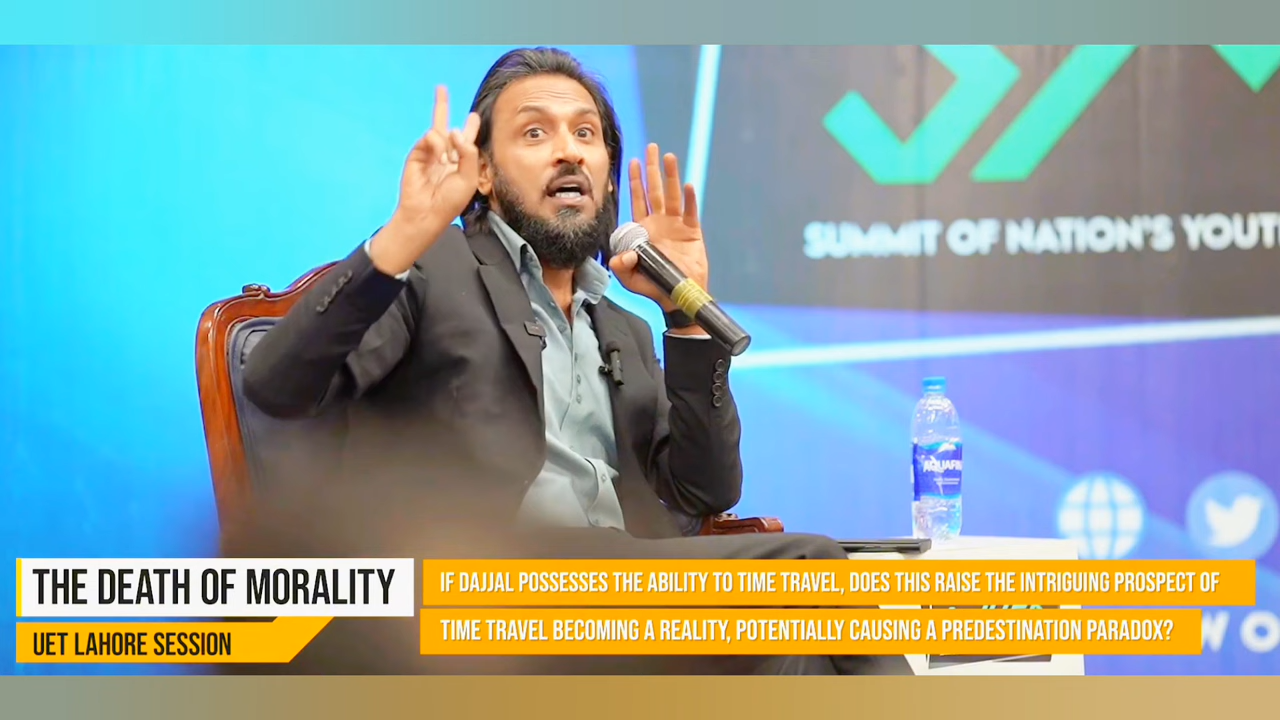 SUMMIT OF NATION'S YOUT
AQUAFIN
THE DEATH OF MORALITY
UET LAHORE SESSION
IF DAJJAL POSSESSES THE ABILITY TO TIME TRAVEL, DOES THIS RAISE THE INTRIGUING PROSPECT OF
TIME TRAVEL BECOMING A REALITY, POTENTIALLY CAUSING A PREDESTINATION PARADOX?
W O